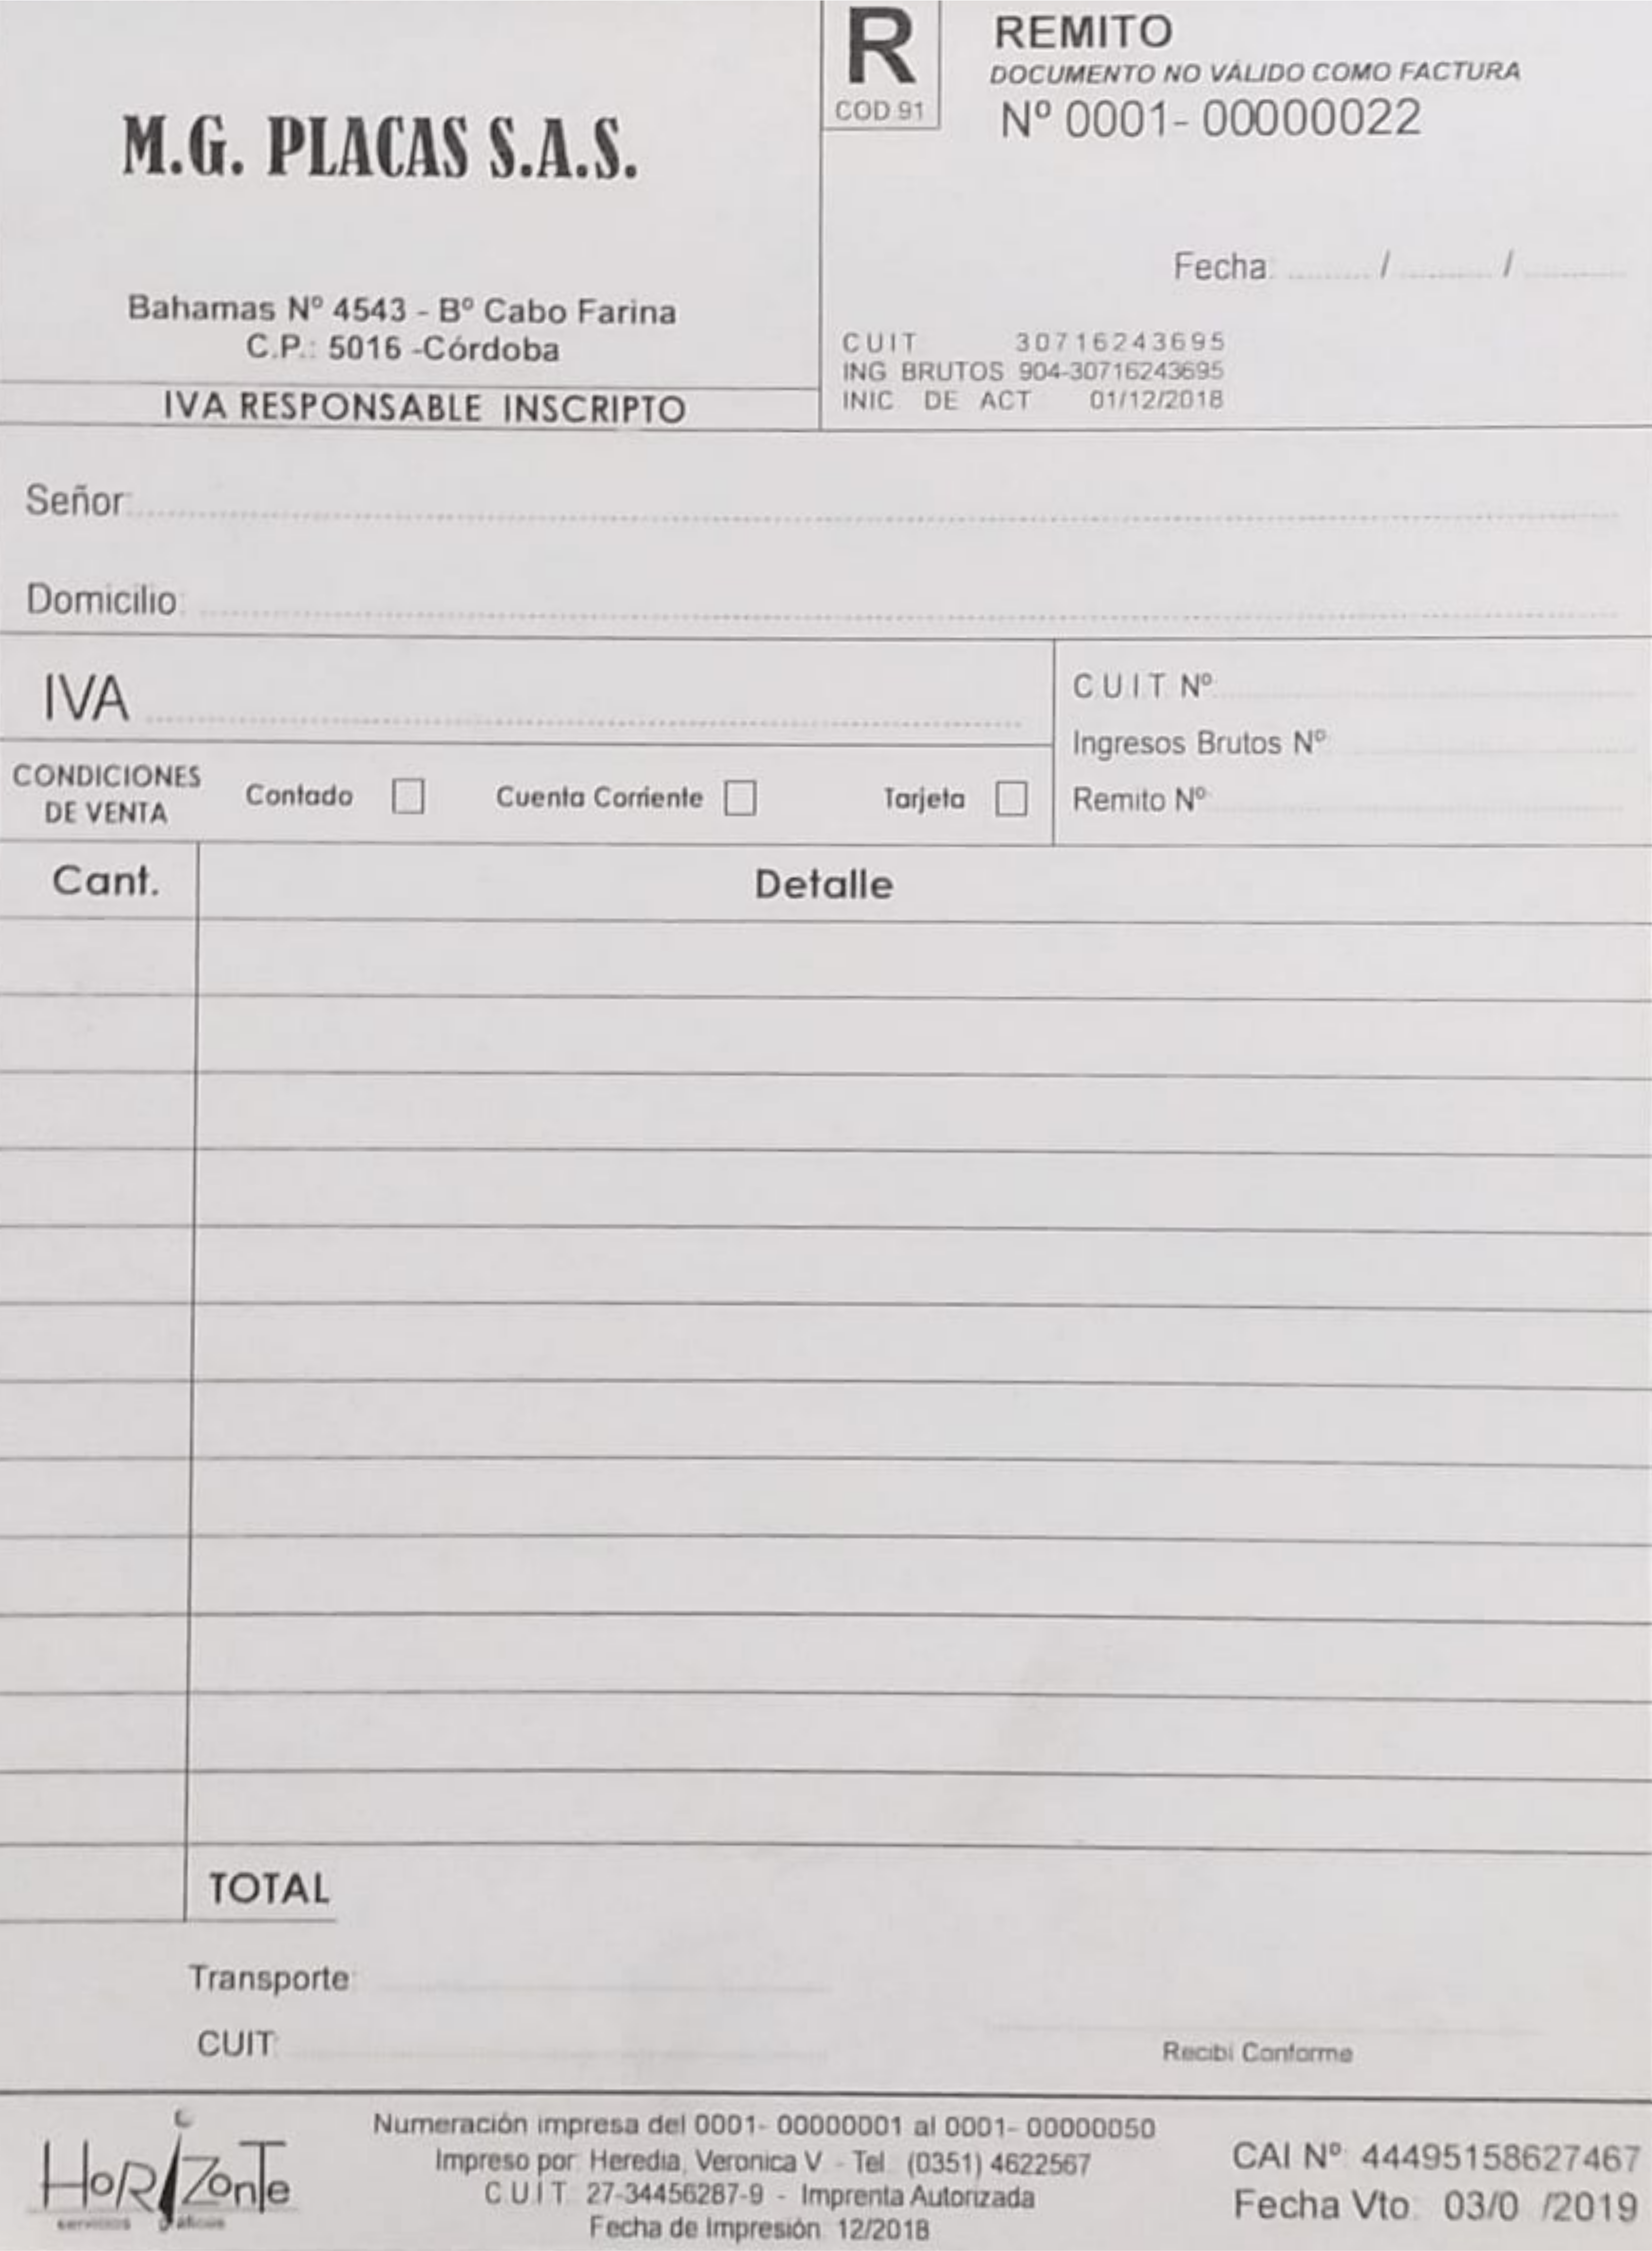 R
COD 91
REMITO
DOCUMENTO NO VÁLIDO COMO FACTURA
Nº 0001- 00000022
M.G. PLACAS S.A.S.
Fecha: / /
Bahamas Nº 4543 - Bº Cabo Farina
C.P.: 5016 -Córdoba
IVA RESPONSABLE INSCRIPTO
CUIT 30716243695
ING BRUTOS 904-30716243695
INIC DE ACT 01/12/2018
Señor:
Domicilio:
IVA
C U I T Nº
Ingresos Brutos Nº
Remito Nº
CONDICIONES
DE VENTA
Contado
Cuenta Corriente
Tarjeta
Cant. Detalle
TOTAL
Transporte:
CUIT:
Recibi Conforme
HoRIZonTe
servicios gráficos
Numeración impresa del 0001- 00000001 al 0001- 00000050
Impreso por: Heredia, Veronica V. - Tel. (0351) 4622567
C U I T 27-34456287-9 - Imprenta Autorizada
Fecha de Impresión: 12/2018
CAI Nº 44495158627467
Fecha Vto. 03/0 /2019